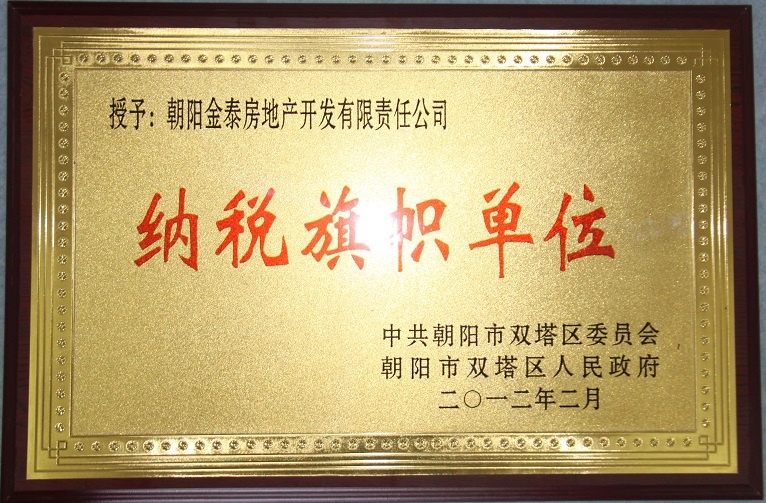 授予：朝阳金泰房地产开发有限责任公司
纳税旗帜单位
中共朝阳市双塔区委员会
朝阳市双塔区人民政府
二〇一二年二月